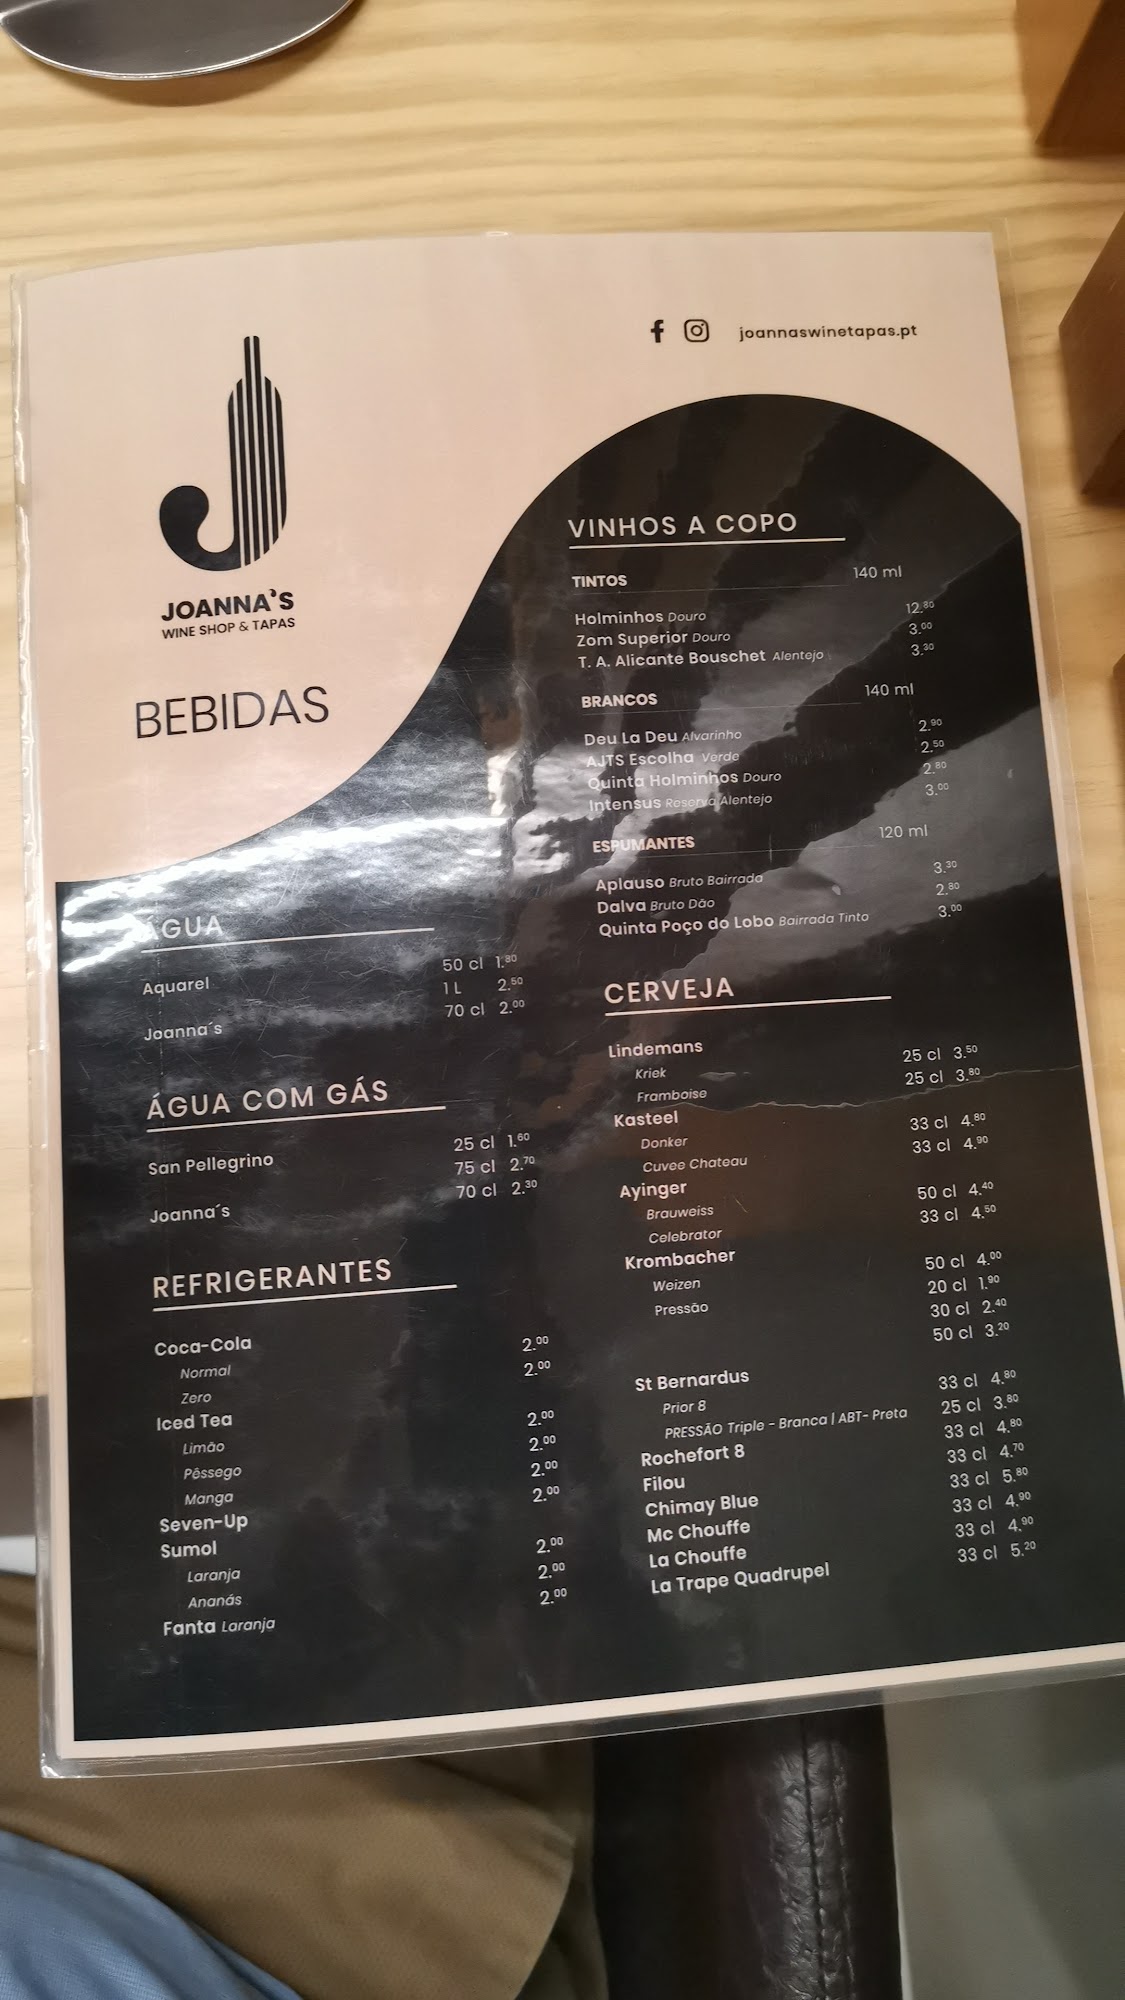 joannaswinetapas.pt
JOANNA'S
WINE SHOP & TAPAS
BEBIDAS
ÁGUA
Aquarel 50 cl 1.80
1 L 2.50
Joanna´s 70 cl 2.00
ÁGUA COM GÁS
San Pellegrino 25 cl 1.60
75 cl 2.70
Joanna´s 70 cl 2.30
REFRIGERANTES
Coca-Cola
Normal 2.00
Zero 2.00
Iced Tea
Limão 2.00
Pêssego 2.00
Manga 2.00
Seven-Up 2.00
Sumol
Laranja 2.00
Ananás 2.00
Fanta Laranja 2.00
VINHOS A COPO
TINTOS 140 ml
Holminhos Douro 12.80
Zom Superior Douro 3.00
T. A. Alicante Bouschet Alentejo 3.30
BRANCOS 140 ml
Deu La Deu Alvarinho 2.90
AJTS Escolha Verde 2.50
Quinta Holminhos Douro 2.80
Intensus Reserva Alentejo 3.00
ESPUMANTES 120 ml
Aplauso Bruto Bairrada 3.30
Dalva Bruto Dão 2.80
Quinta Poço do Lobo Bairrada Tinto 3.00
CERVEJA
Lindemans
Kriek 25 cl 3.50
Framboise 25 cl 3.80
Kasteel
Donker 33 cl 4.80
Cuvee Chateau 33 cl 4.90
Ayinger
Brauweiss 50 cl 4.40
Celebrator 33 cl 4.50
Krombacher
Weizen 50 cl 4.00
Pressão 20 cl 1.90
30 cl 2.40
50 cl 3.20
St Bernardus
Prior 8 33 cl 4.80
PRESSÃO Triple - Branca | ABT- Preta 25 cl 3.80
Rochefort 8 33 cl 4.80
Filou 33 cl 4.70
Chimay Blue 33 cl 5.80
Mc Chouffe 33 cl 4.90
La Chouffe 33 cl 4.90
La Trape Quadrupel 33 cl 5.20